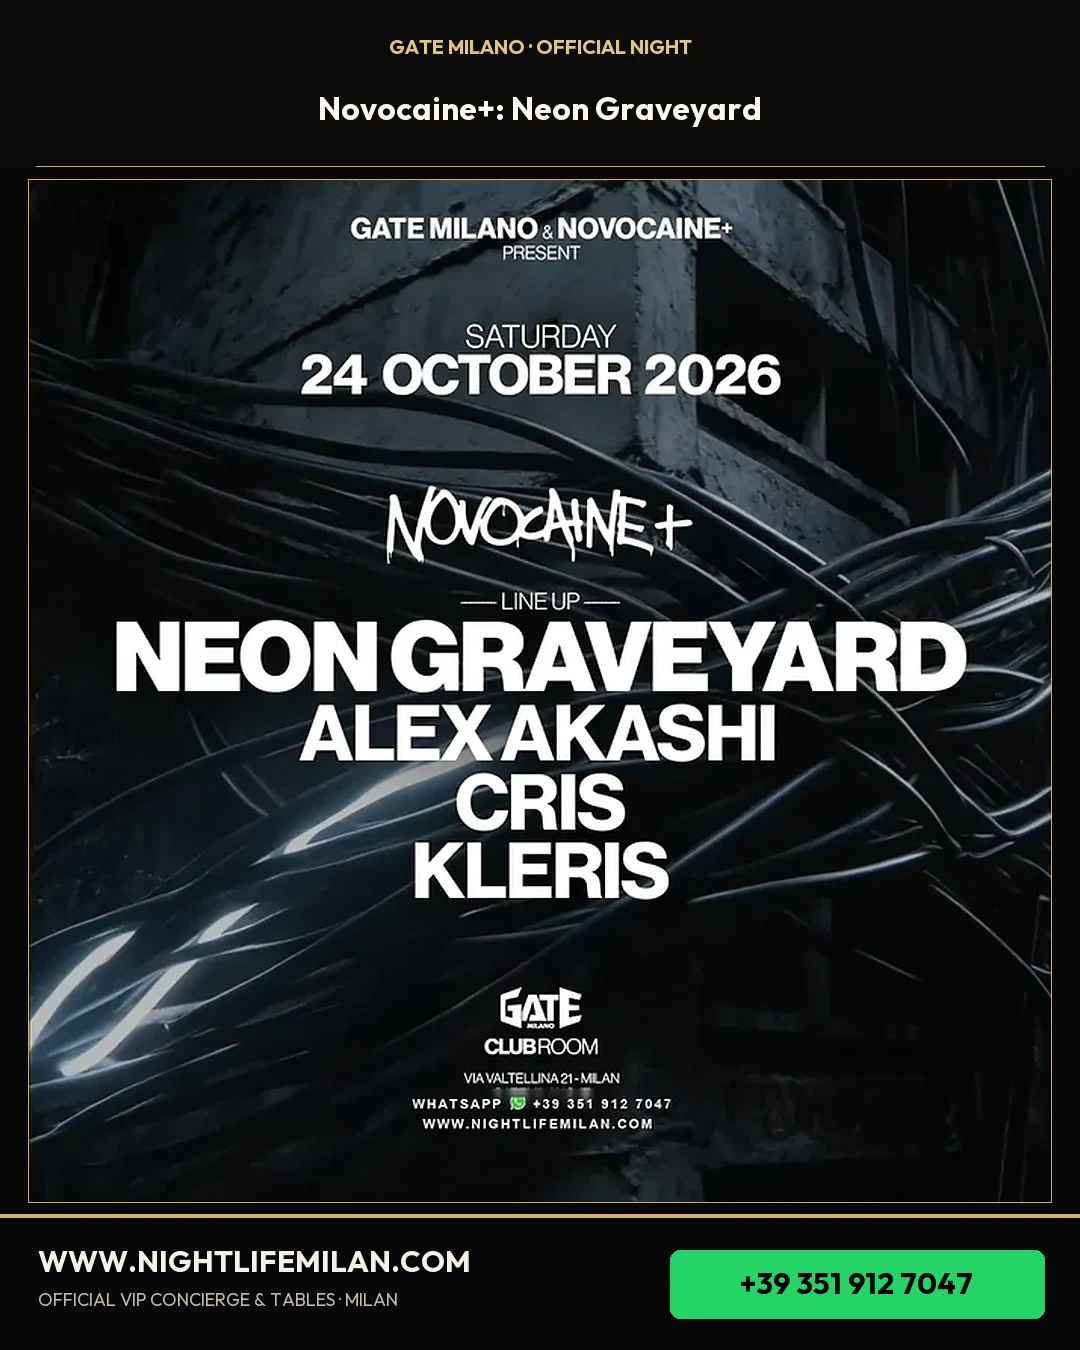 GATE MILANO · OFFICIAL NIGHT
Novocaine+: Neon Graveyard
GATE MILANO & NOVOCAINE+
PRESENT
SATURDAY
24 OCTOBER 2026
NOVOCAINE+
LINE UP
NEON GRAVEYARD
ALEX AKASHI
CRIS
KLERIS
GATE
MILANO
CLUBROOM
VIA VALTELLINA 21 - MILAN
WHATSAPP +39 351 912 7047
WWW.NIGHTLIFEMILAN.COM
WWW.NIGHTLIFEMILAN.COM
OFFICIAL VIP CONCIERGE & TABLES · MILAN
+39 351 912 7047